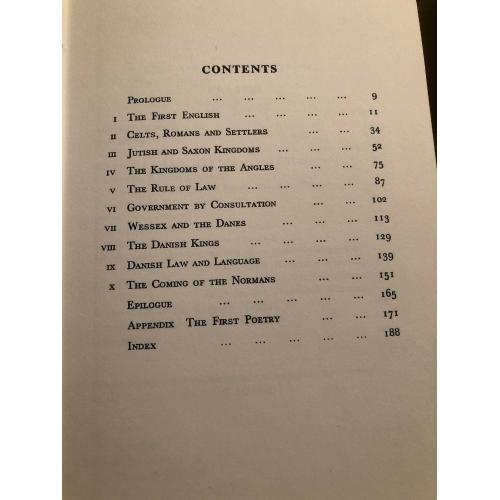 CONTENTS
PROLOGUE ... ... ... ... ... 9
I THE FIRST ENGLISH ... ... ... ... 11
II CELTS, ROMANS AND SETTLERS ... ... 34
III JUTISH AND SAXON KINGDOMS ... ... ... 52
IV THE KINGDOMS OF THE ANGLES ... ... 75
V THE RULE OF LAW ... ... ... ... 87
VI GOVERNMENT BY CONSULTATION ... ... 102
VII WESSEX AND THE DANES ... ... ... 113
VIII THE DANISH KINGS ... ... ... ... 129
IX DANISH LAW AND LANGUAGE ... ... ... 139
X THE COMING OF THE NORMANS ... ... 151
EPILOGUE ... ... ... ... ... 165
APPENDIX THE FIRST POETRY ... ... 171
INDEX ... ... ... ... ... 188